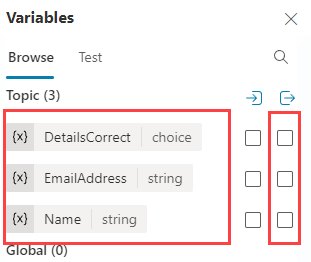 Variables
Browse Test
Topic (3)
{x} DetailsCorrect choice
{x} EmailAddress string
{x} Name string
Global (0)